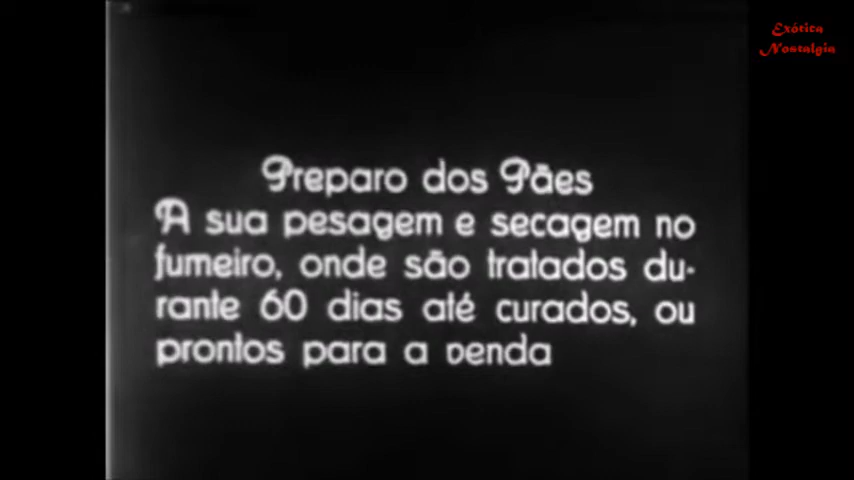 Exótica
Nostalgia
Preparo dos Pães
A sua pesagem e secagem no
fumeiro, onde são tratados du-
rante 60 dias até curados, ou
prontos para a venda